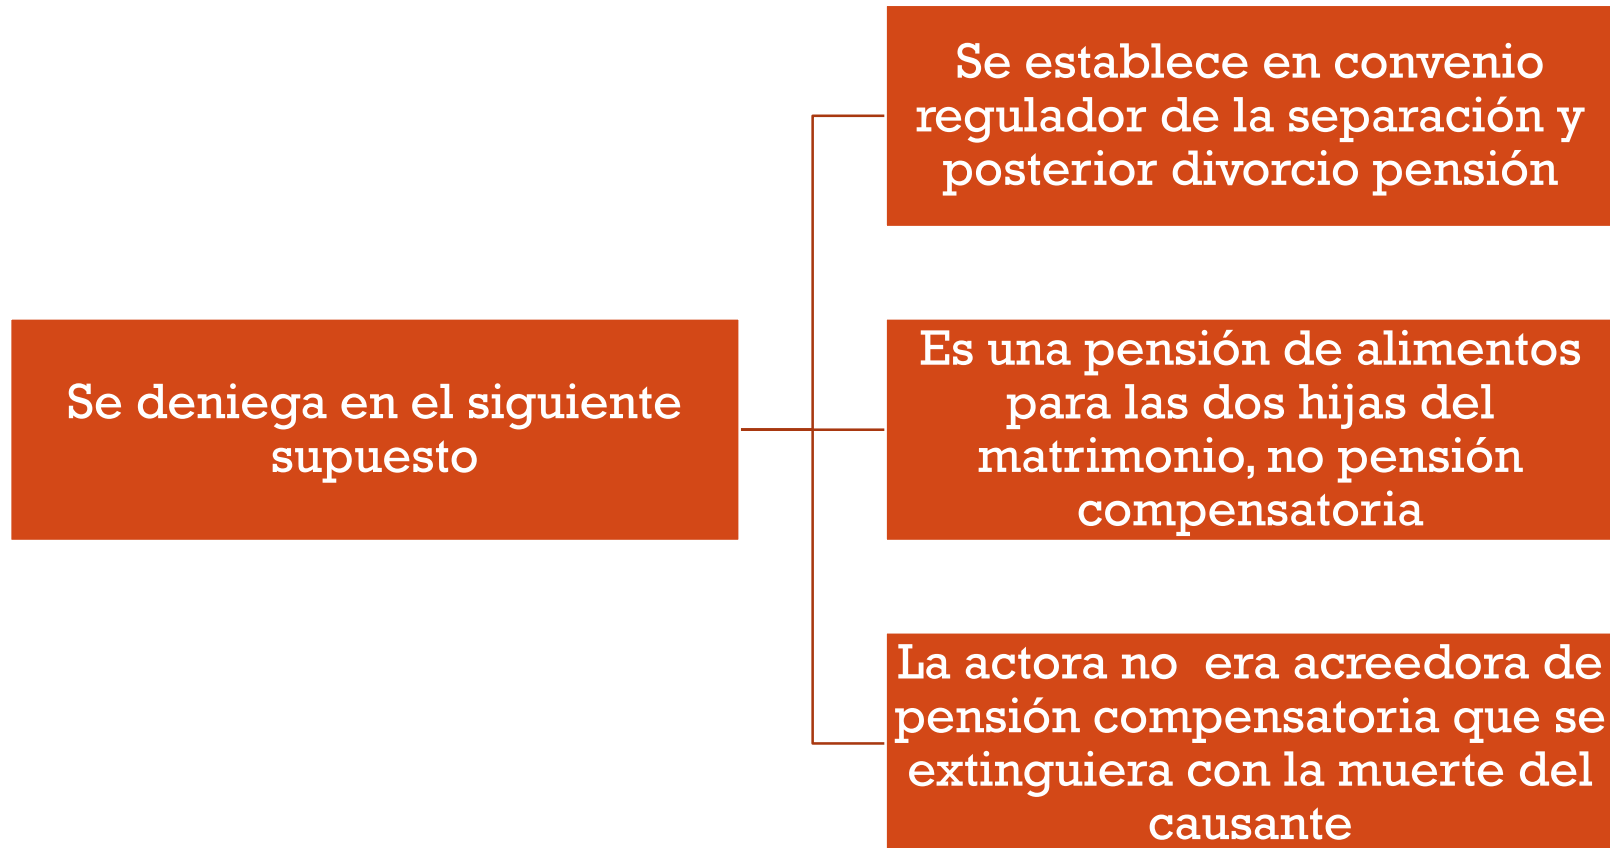 Se establece en convenio
regulador de la separación y
posterior divorcio pensión
Se deniega en el siguiente
supuesto
Es una pensión de alimentos
para las dos hijas del
matrimonio, no pensión
compensatoria
La actora no  era acreedora de
pensión compensatoria que se
extinguiera con la muerte del
causante